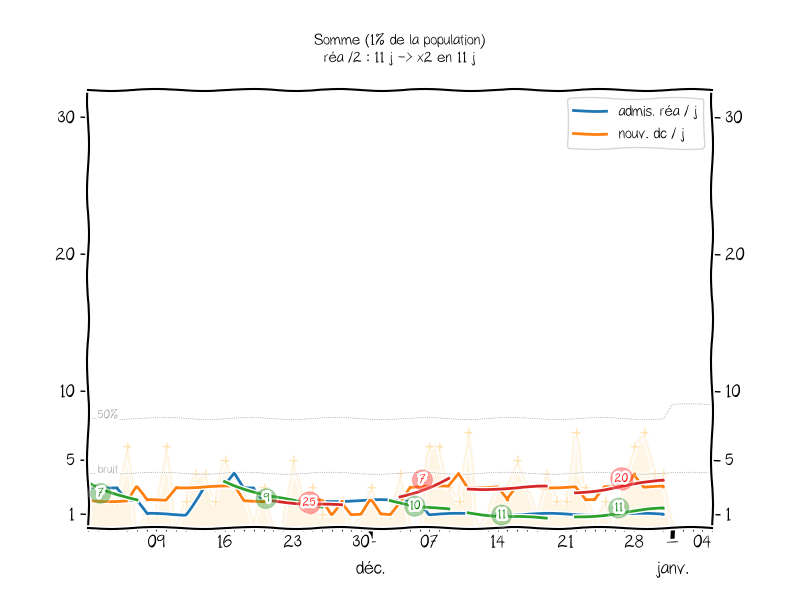 Somme (1% de la population)
réa /2 : 11 j -> x2 en 11 j
admis. réa / j
nouv. dc / j
30 30
20 20
10 10
50%
5 5
bruit
7 20
7 9 25 10 11 11
1 1
09 16 23 30 07 14 21 28 04
déc. janv.